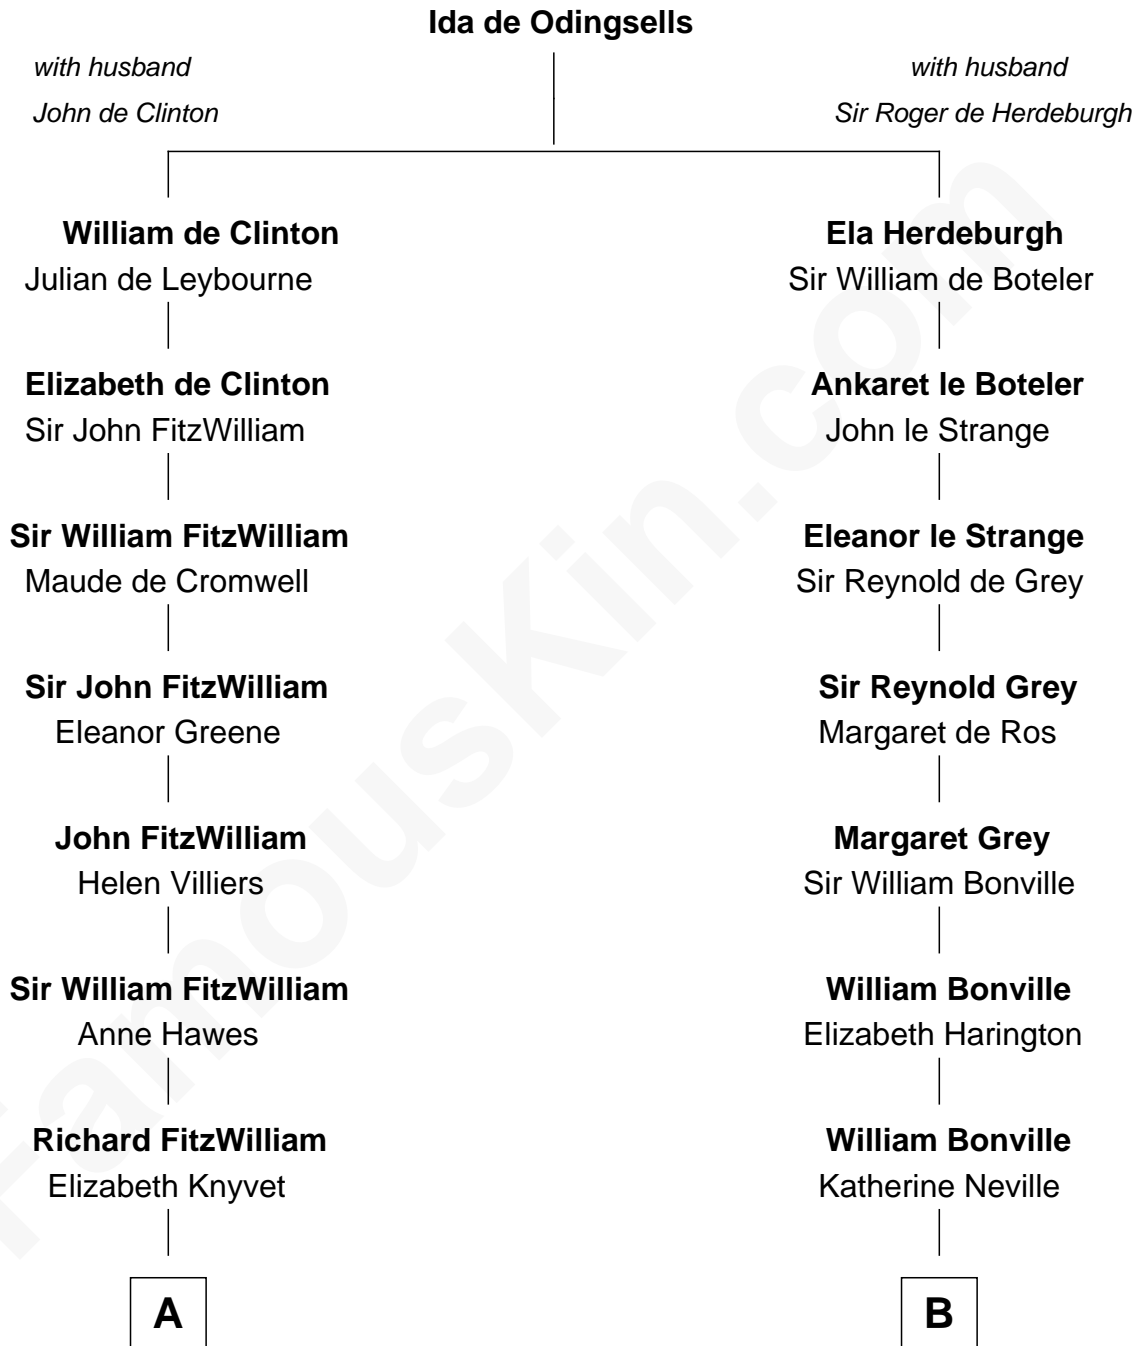 Ida de Odingsells
with husband
John de Clinton
with husband
Sir Roger de Herdeburgh
William de Clinton
Julian de Leybourne
Elizabeth de Clinton
Sir John FitzWilliam
Sir William FitzWilliam
Maude de Cromwell
Sir John FitzWilliam
Eleanor Greene
John FitzWilliam
Helen Villiers
Sir William FitzWilliam
Anne Hawes
Richard FitzWilliam
Elizabeth Knyvet
A
Ela Herdeburgh
Sir William de Boteler
Ankaret le Boteler
John le Strange
Eleanor le Strange
Sir Reynold de Grey
Sir Reynold Grey
Margaret de Ros
Margaret Grey
Sir William Bonville
William Bonville
Elizabeth Harington
William Bonville
Katherine Neville
B
FamousKin.com